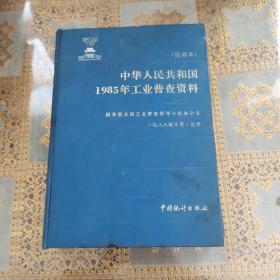 （简要本）
中华人民共和国
1985年工业普查资料
国务院全国工业普查领导小组办公室
一九八八年十月·北京
中国统计出版社